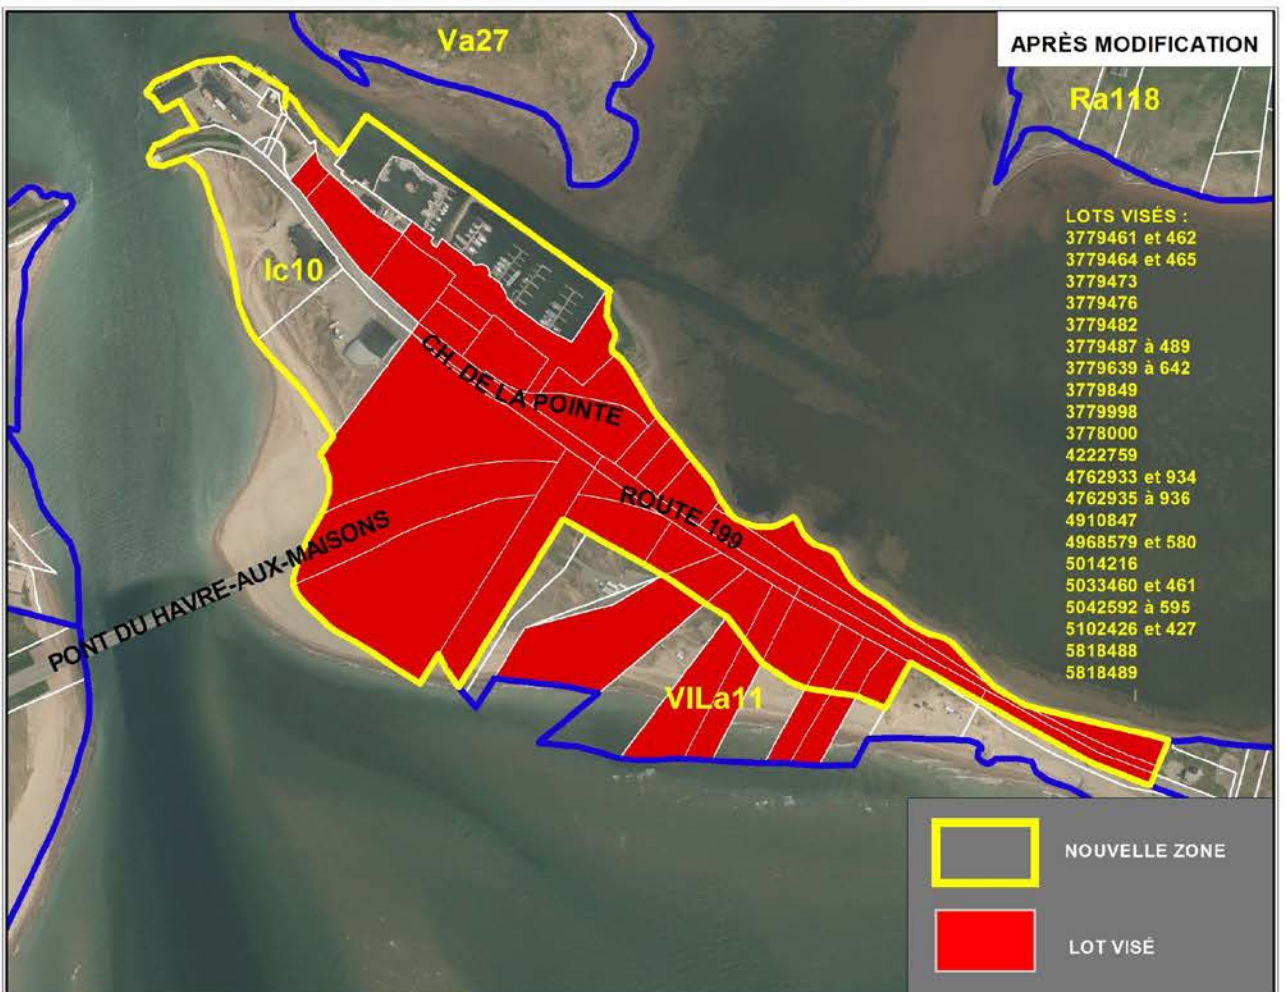 Va27
APRÈS MODIFICATION
Ra118
LOTS VISÉS :
3779461 et 462
3779464 et 465
3779473
3779476
3779482
3779487 à 489
3779639 à 642
3779849
3779998
3778000
4222759
4762933 et 934
4762935 à 936
4910847
4968579 et 580
5014216
5033460 et 461
5042592 à 595
5102426 et 427
5818488
5818489
Ic10
CH. DE LA POINTE
ROUTE 199
PONT DU HAVRE-AUX-MAISONS
VILa11
NOUVELLE ZONE
LOT VISÉ